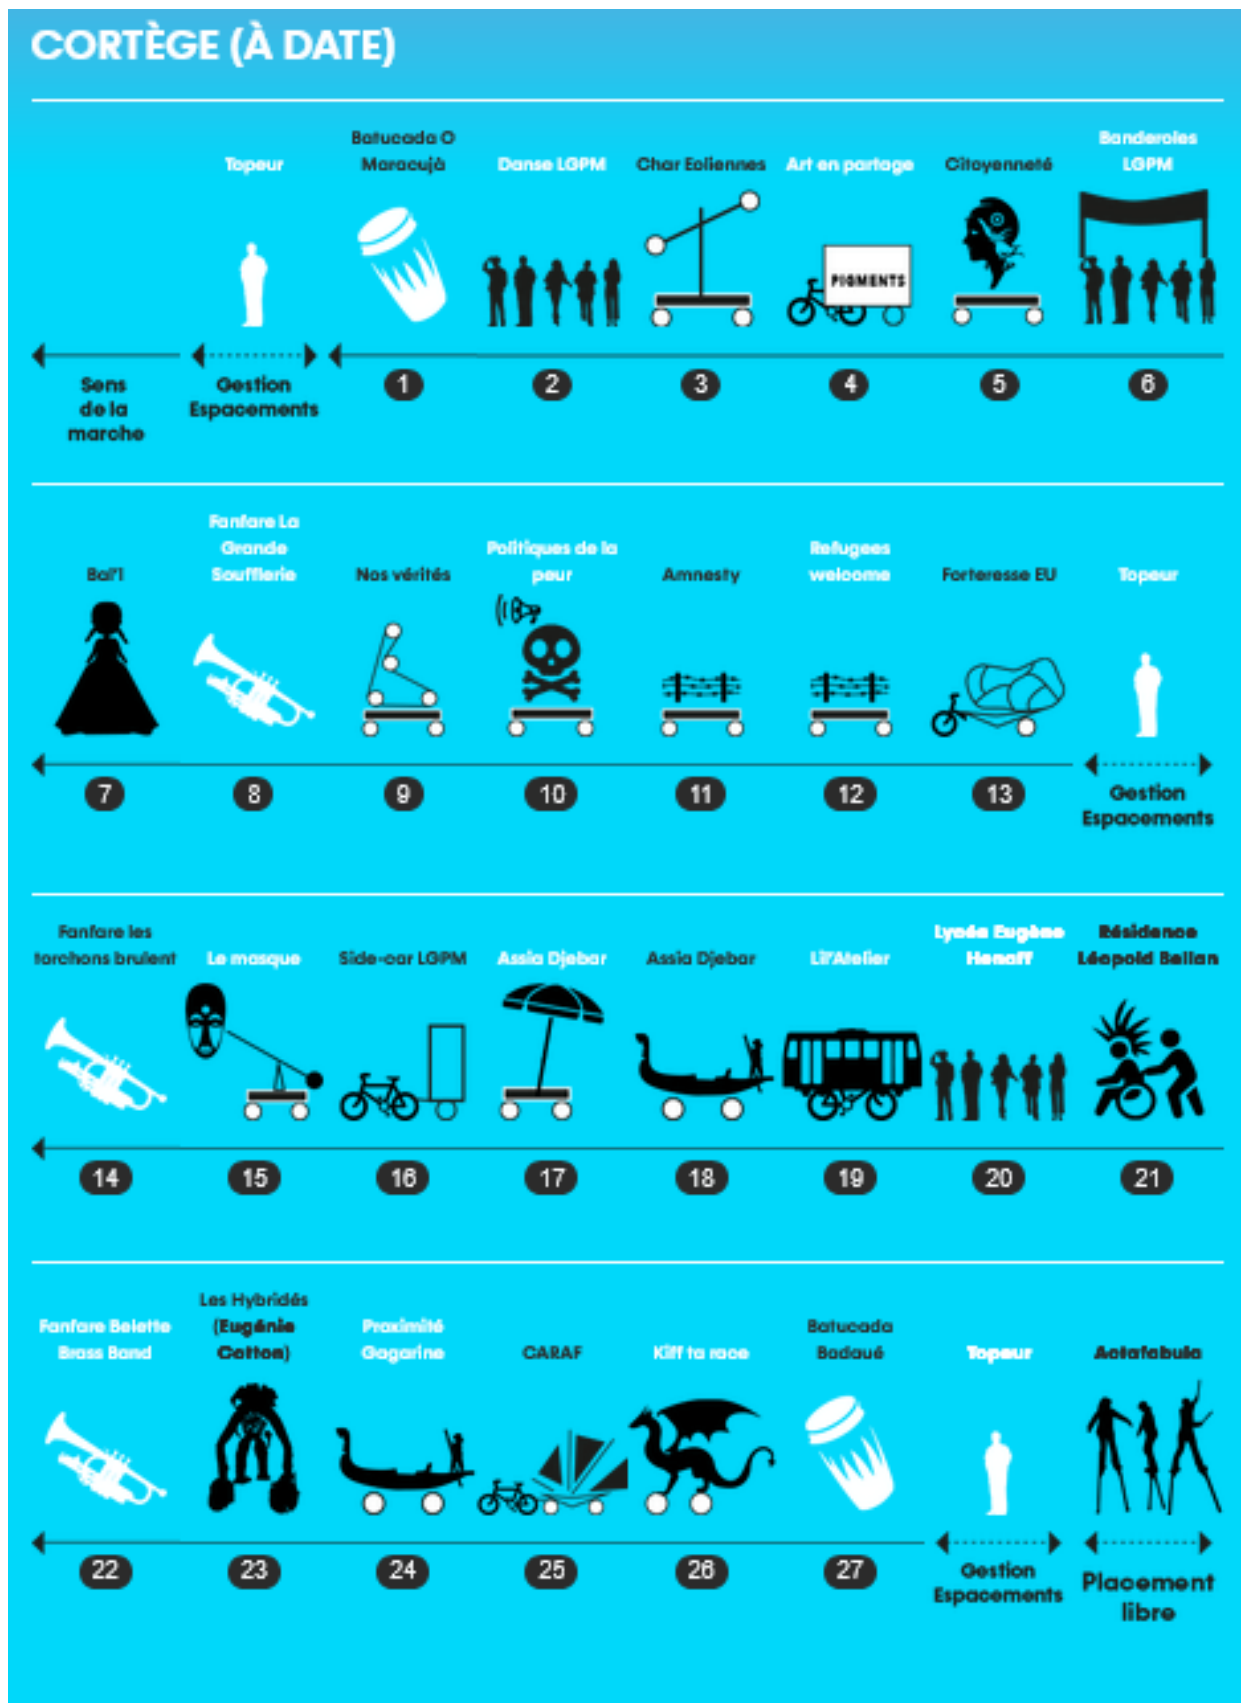 CORTÈGE (À DATE)
Topeur
Batucada O
Maracujà
Danse LGPM
Char Eoliennes
Art en partage
Citoyenneté
Banderoles
LGPM
PIGMENTS
Sens
de la
marche
Gestion
Espacements
1
2
3
4
5
6
Bal'1
Fanfare La
Grande
Soufflerie
Nos vérités
Politiques de la
peur
Amnesty
Refugees
welcome
Forteresse EU
Topeur
7
8
9
10
11
12
13
Gestion
Espacements
Fanfare les
torchons brulent
Le masque
Side-car LGPM
Assia Djebar
Assia Djebar
Lil'Atelier
Lycée Eugène
Henaff
Résidence
Léopold Bellan
14
15
16
17
18
19
20
21
Fanfare Belette
Brass Band
Les Hybridés
(Eugénie
Cotton)
Proximité
Gagarine
CARAF
Kiff ta race
Batucada
Badauê
Topeur
Actafabula
22
23
24
25
26
27
Gestion
Espacements
Placement
libre